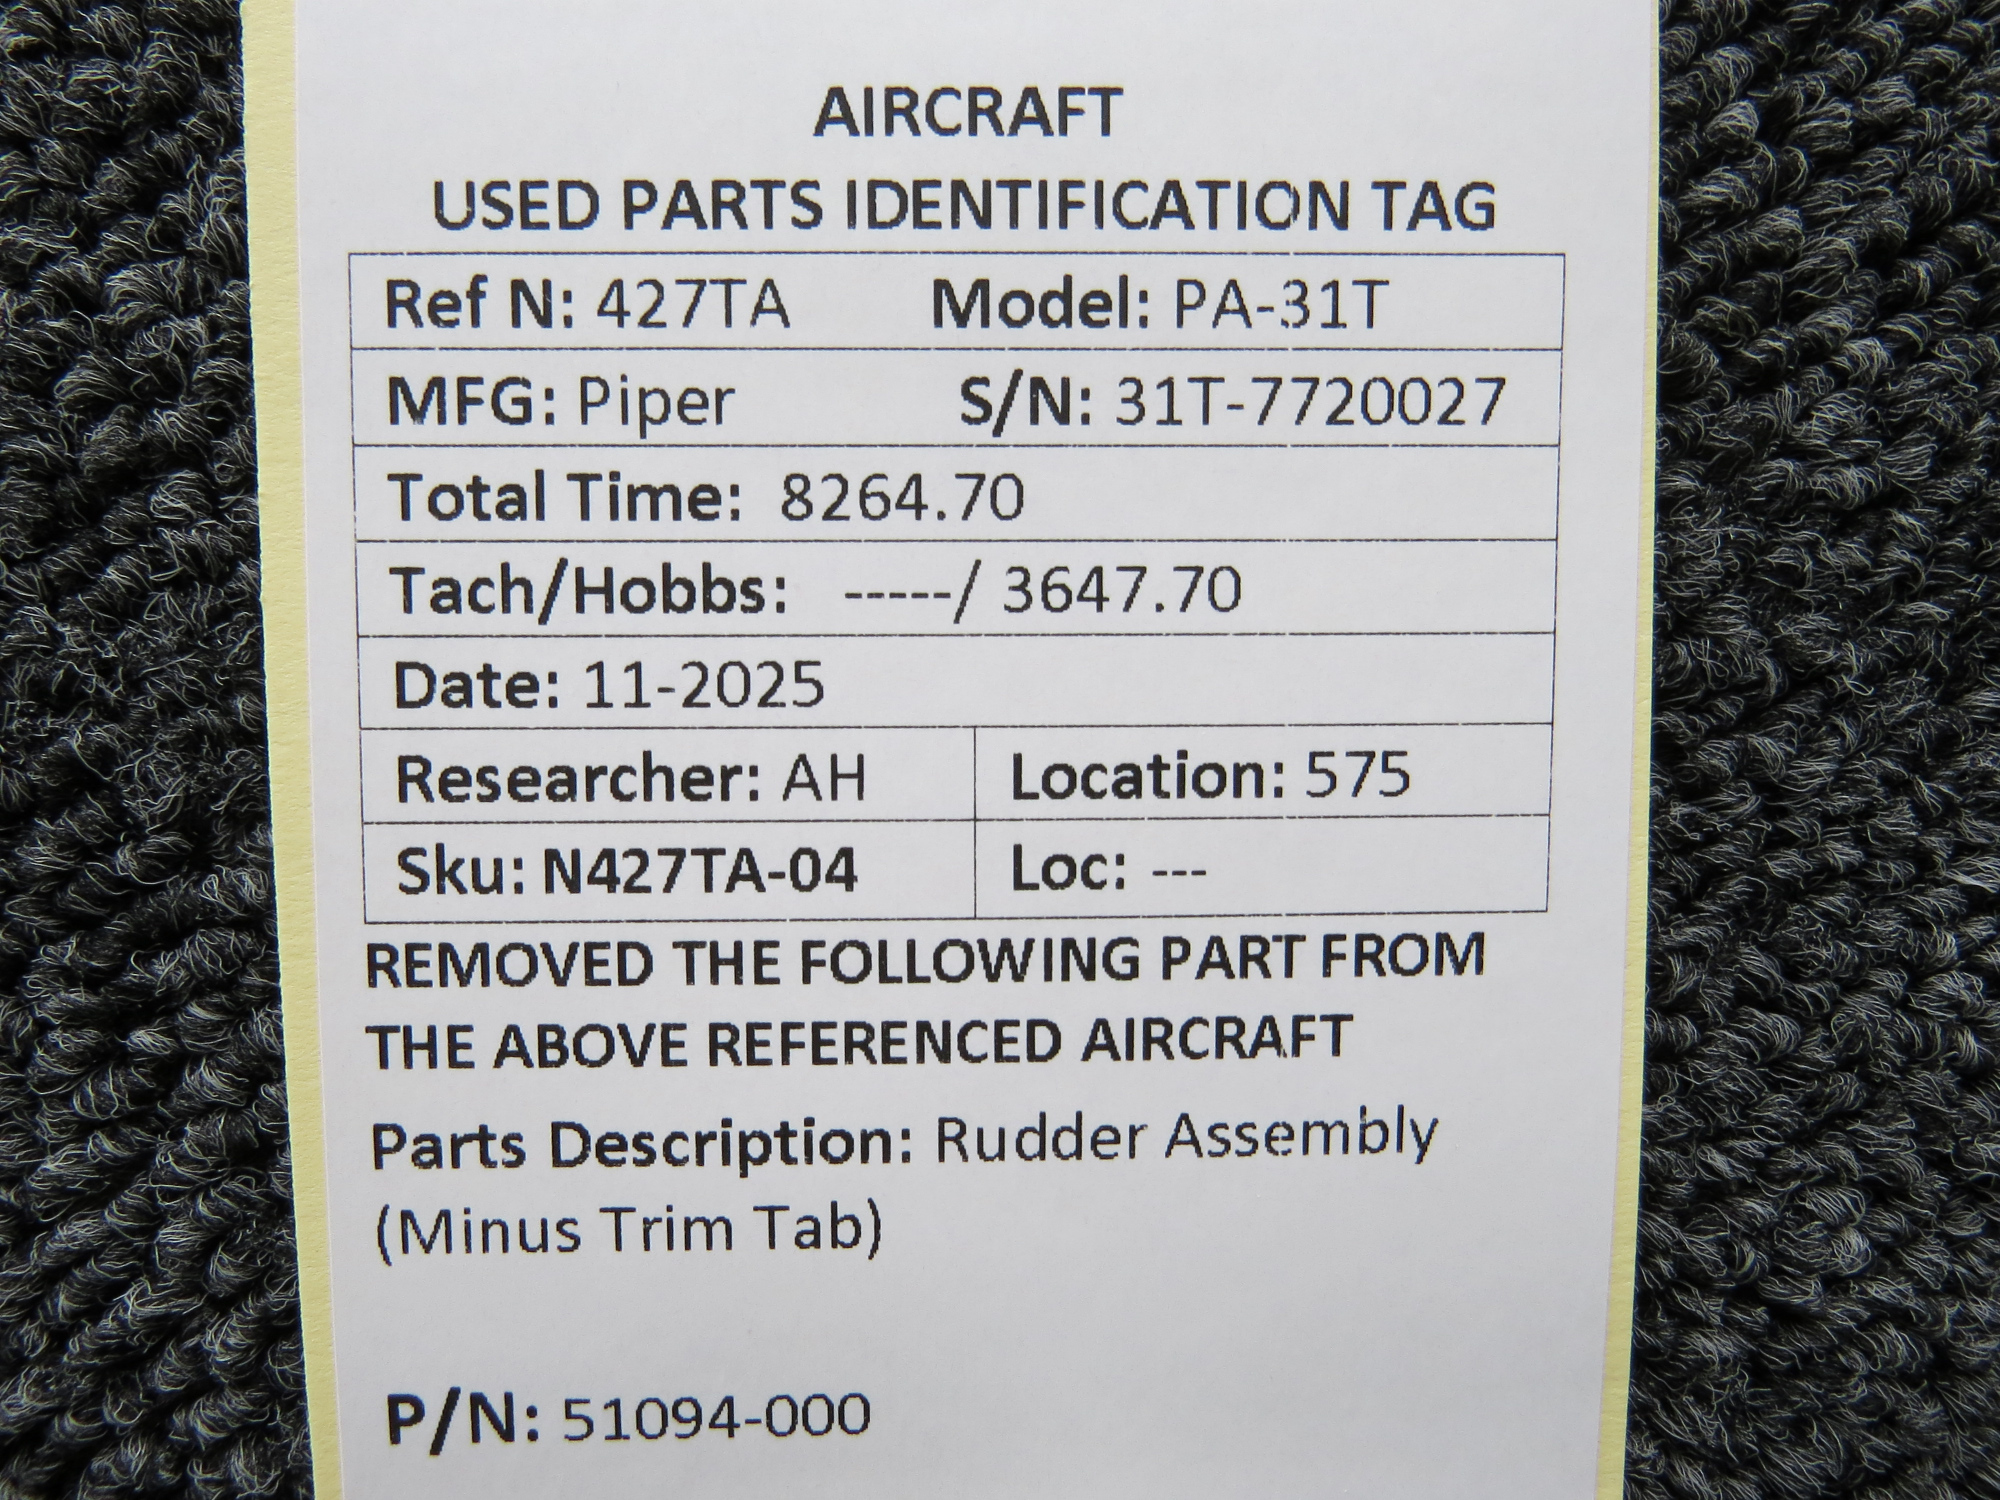 AIRCRAFT
USED PARTS IDENTIFICATION TAG
Ref N: 427TA Model: PA-31T
MFG: Piper S/N: 31T-7720027
Total Time: 8264.70
Tach/Hobbs: -----/ 3647.70
Date: 11-2025
Researcher: AH Location: 575
Sku: N427TA-04 Loc: ---
REMOVED THE FOLLOWING PART FROM
THE ABOVE REFERENCED AIRCRAFT
Parts Description: Rudder Assembly
(Minus Trim Tab)
P/N: 51094-000